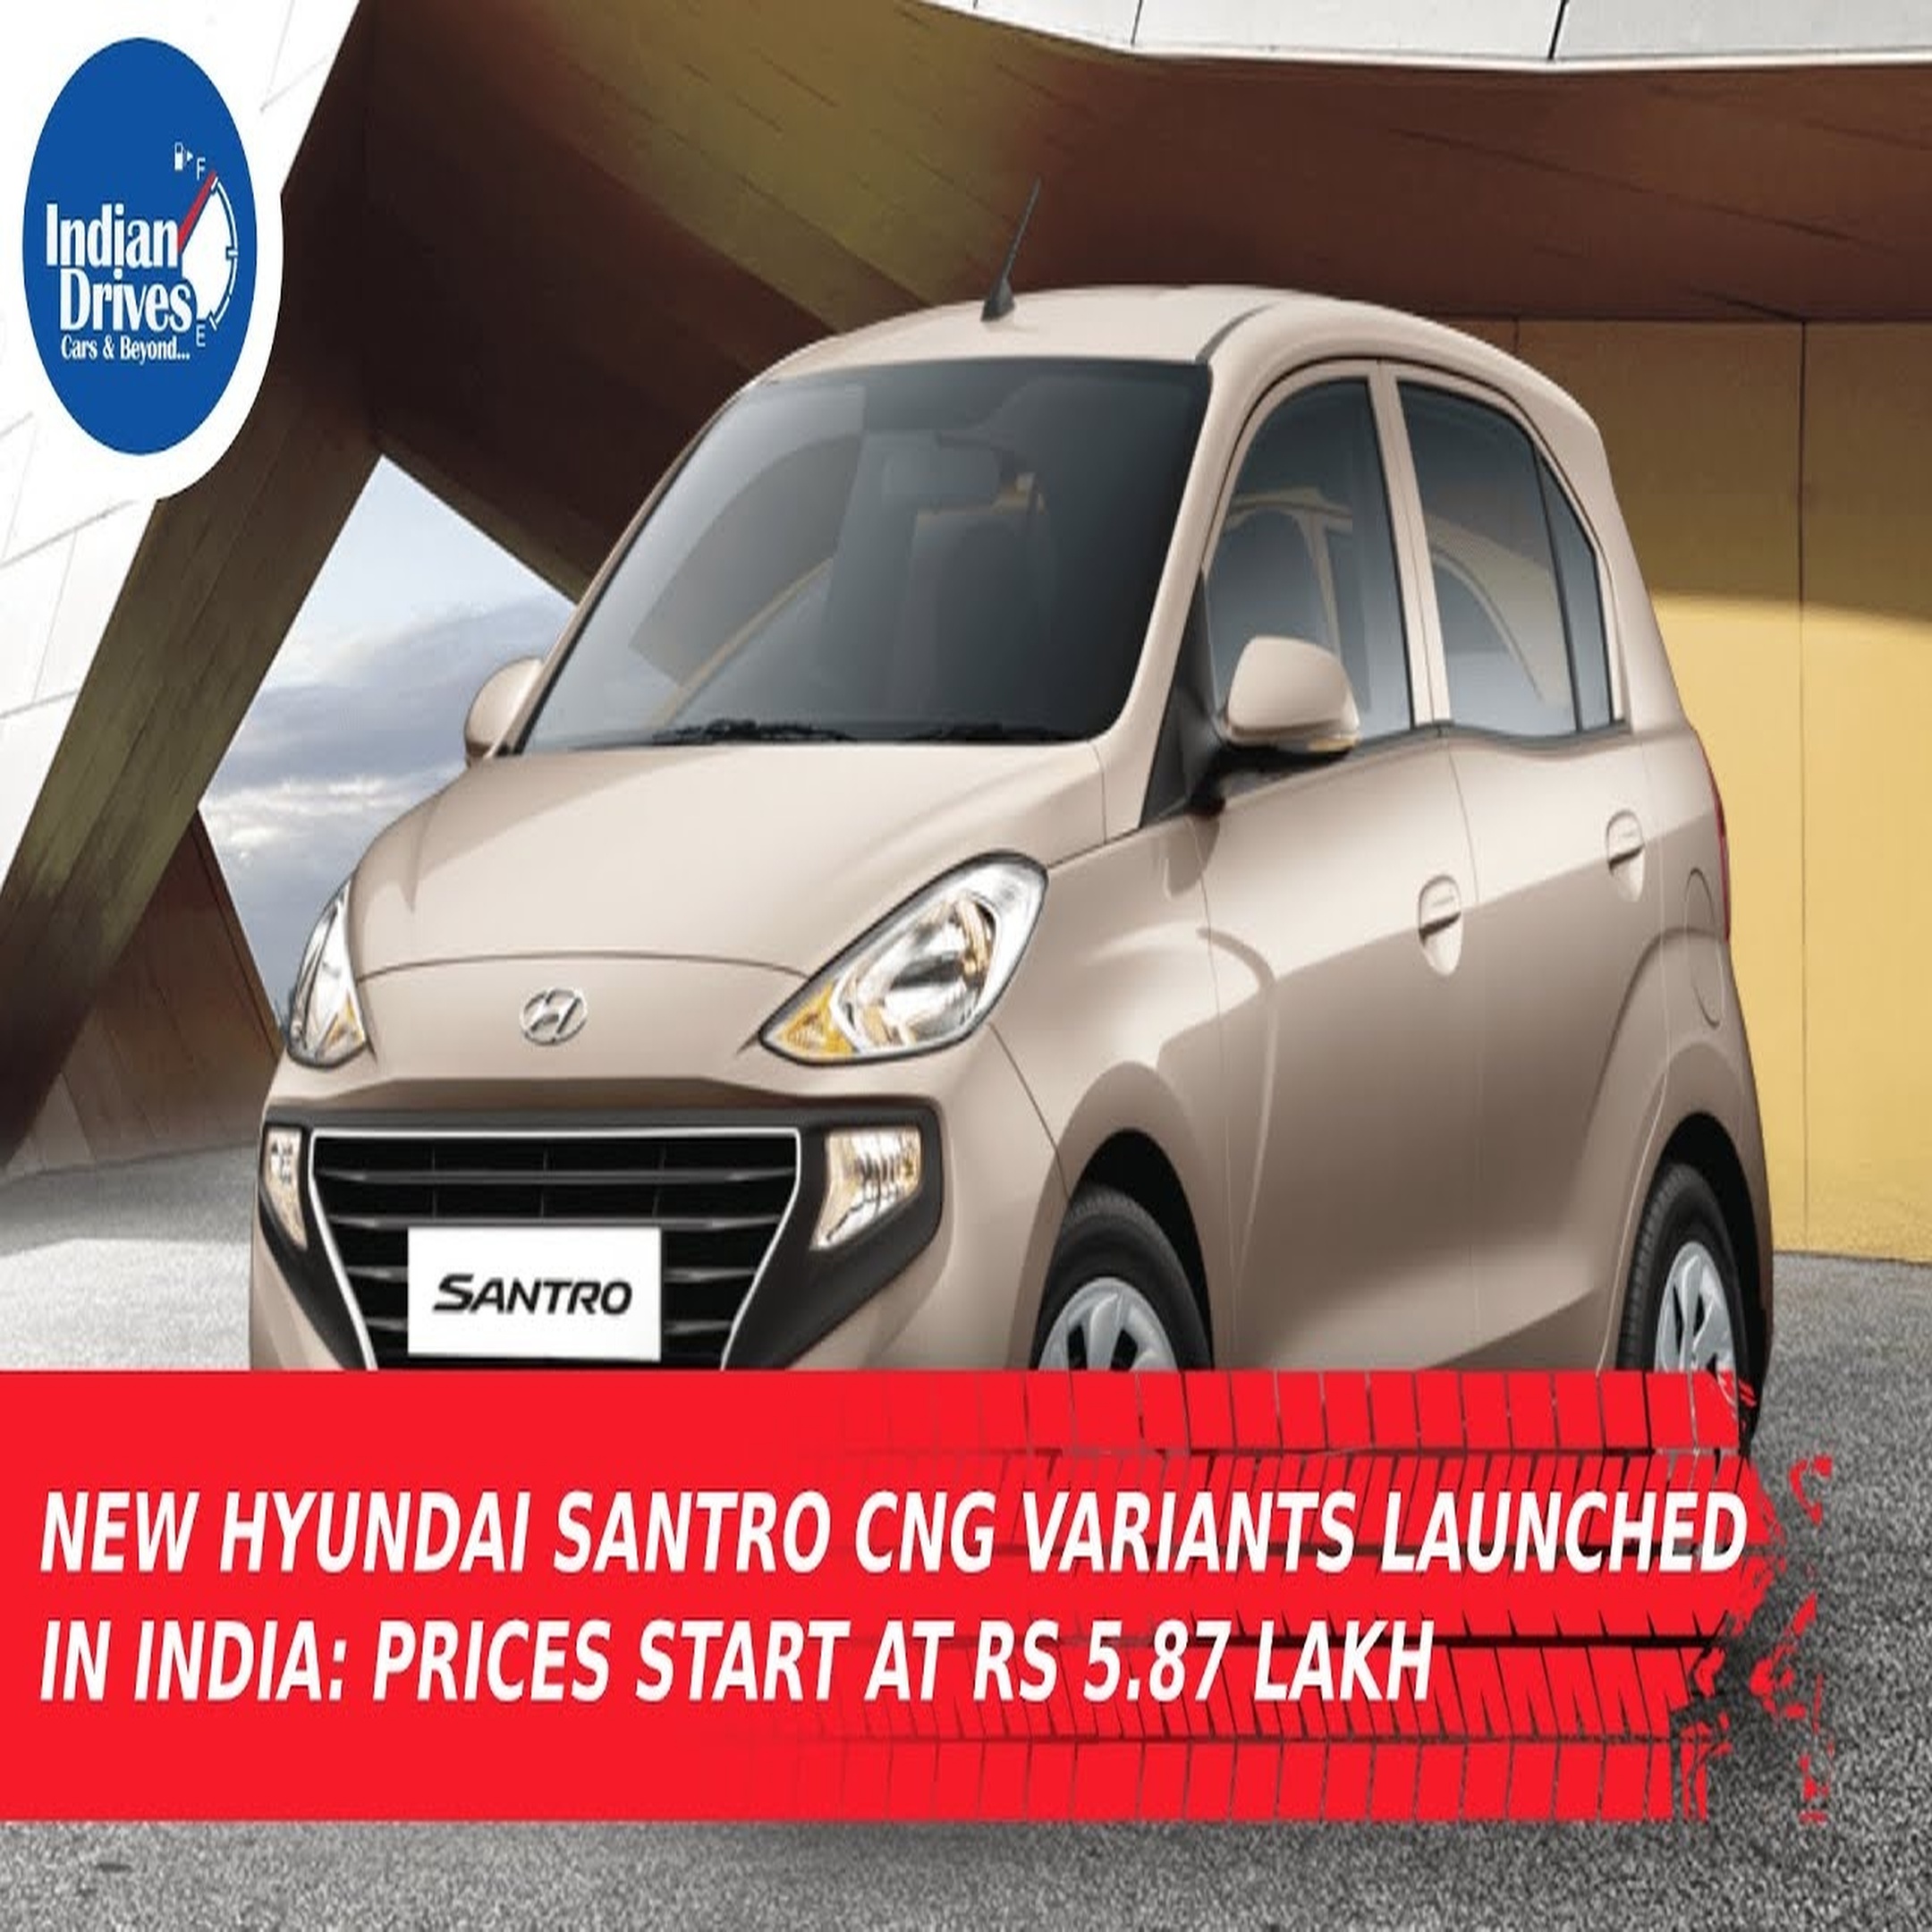 F
Indian
Drives
E
Cars & Beyond...
SANTRO
NEW HYUNDAI SANTRO CNG VARIANTS LAUNCHED
IN INDIA: PRICES START AT RS 5.87 LAKH